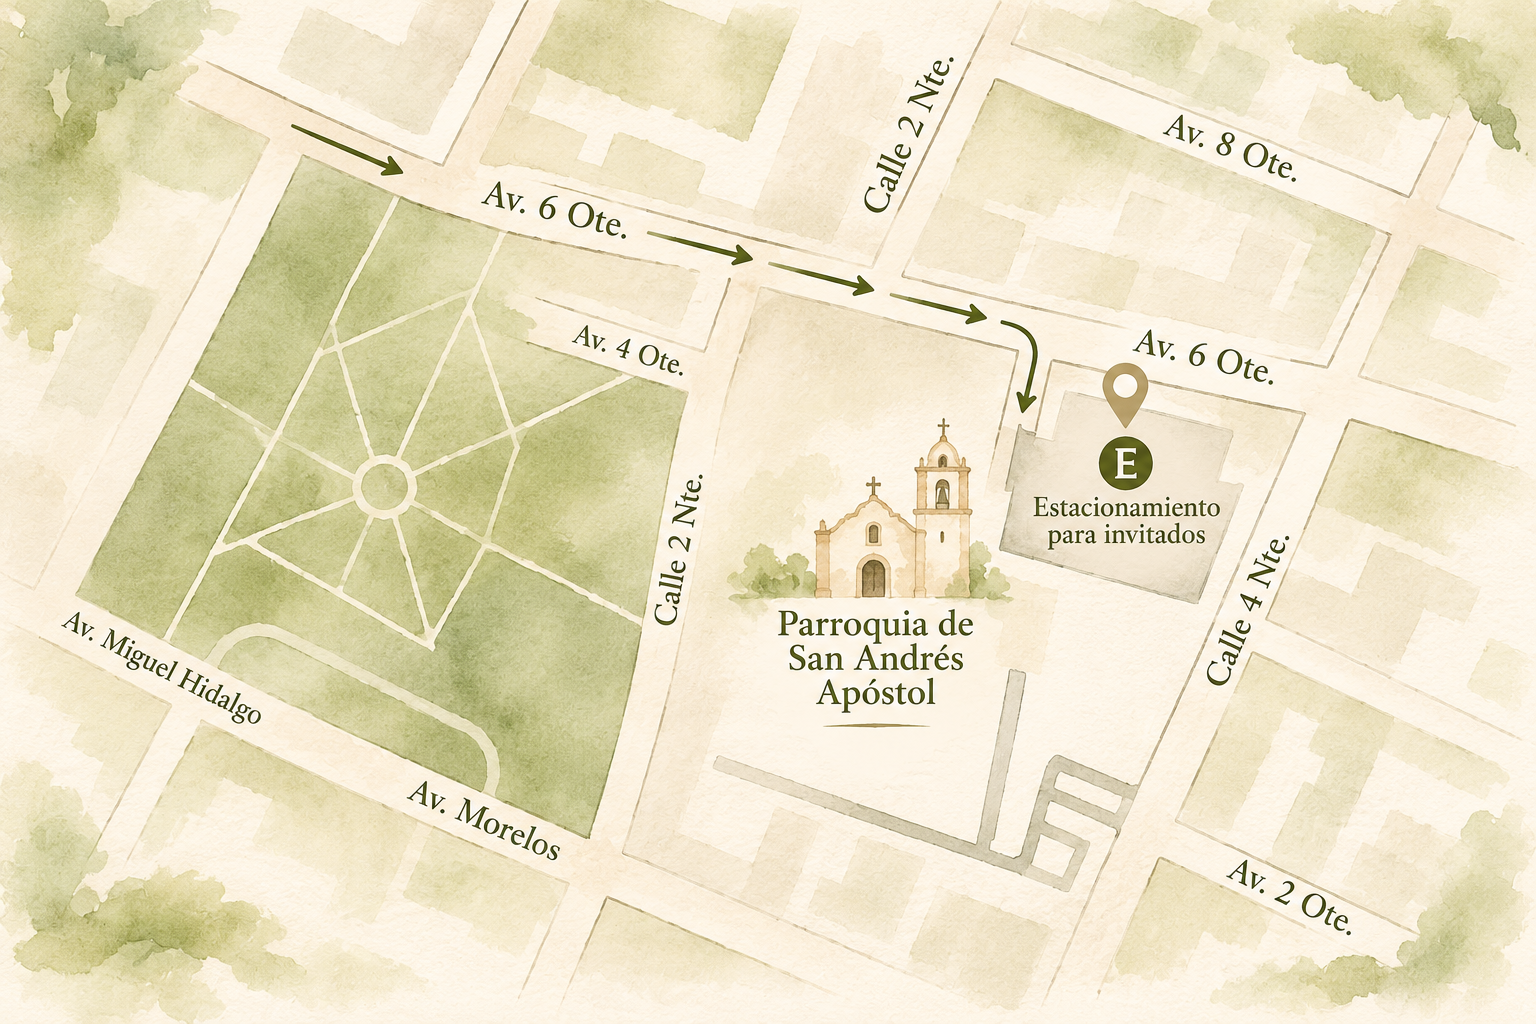 Calle 2 Nte.
Av. 8 Ote.
Av. 6 Ote.
Av. 4 Ote.
Av. 6 Ote.
E
Estacionamiento
para invitados
Calle 2 Nte.
Calle 4 Nte.
Parroquia de
San Andrés
Apóstol
Av. Miguel Hidalgo
Av. Morelos
Av. 2 Ote.